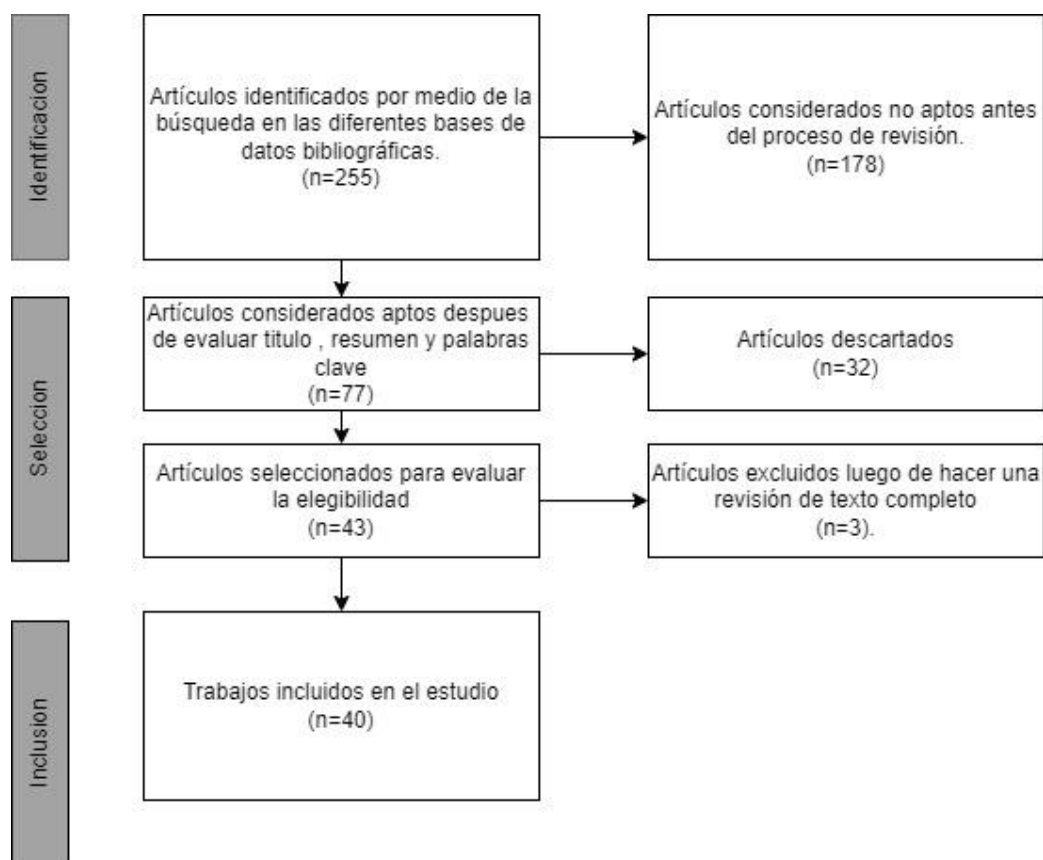 Identificacion
Artículos identificados por medio de la
búsqueda en las diferentes bases de
datos bibliográficas.
(n=255)
Artículos considerados no aptos antes
del proceso de revisión.
(n=178)
Seleccion
Artículos considerados aptos despues
de evaluar titulo , resumen y palabras
clave
(n=77)
Artículos descartados
(n=32)
Artículos seleccionados para evaluar
la elegibilidad
(n=43)
Artículos excluidos luego de hacer una
revisión de texto completo
(n=3).
Inclusion
Trabajos incluidos en el estudio
(n=40)